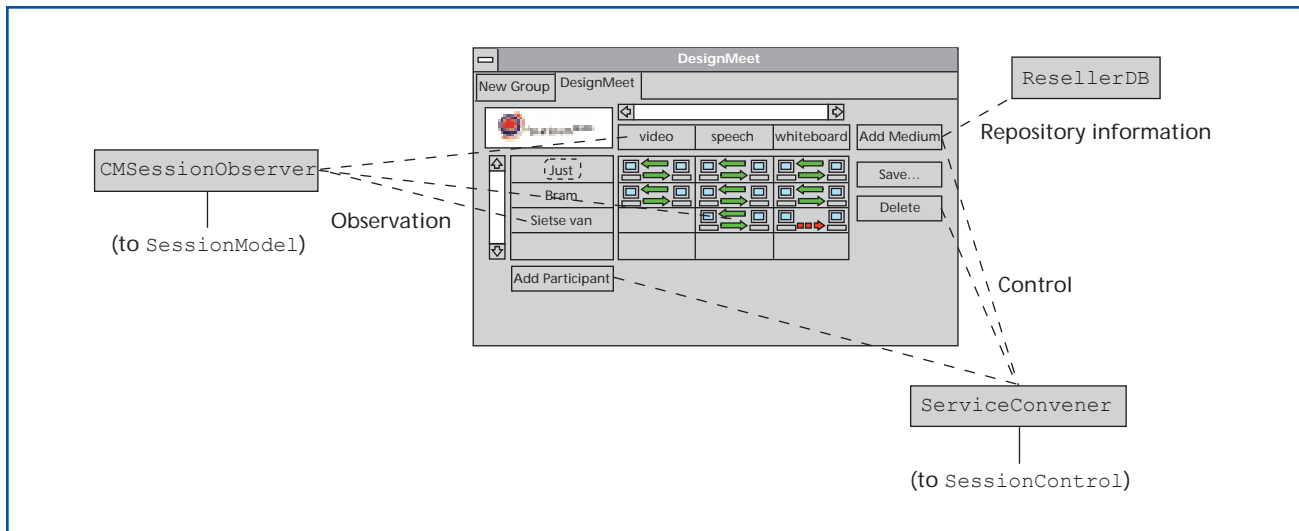 DesignMeet
New Group
DesignMeet
video
speech
whiteboard
Add Medium
Just
Bram
Sietse van
Save...
Delete
Add Participant
CMSessionObserver
(to SessionModel)
Observation
ResellerDB
Repository information
Control
ServiceConvener
(to SessionControl)